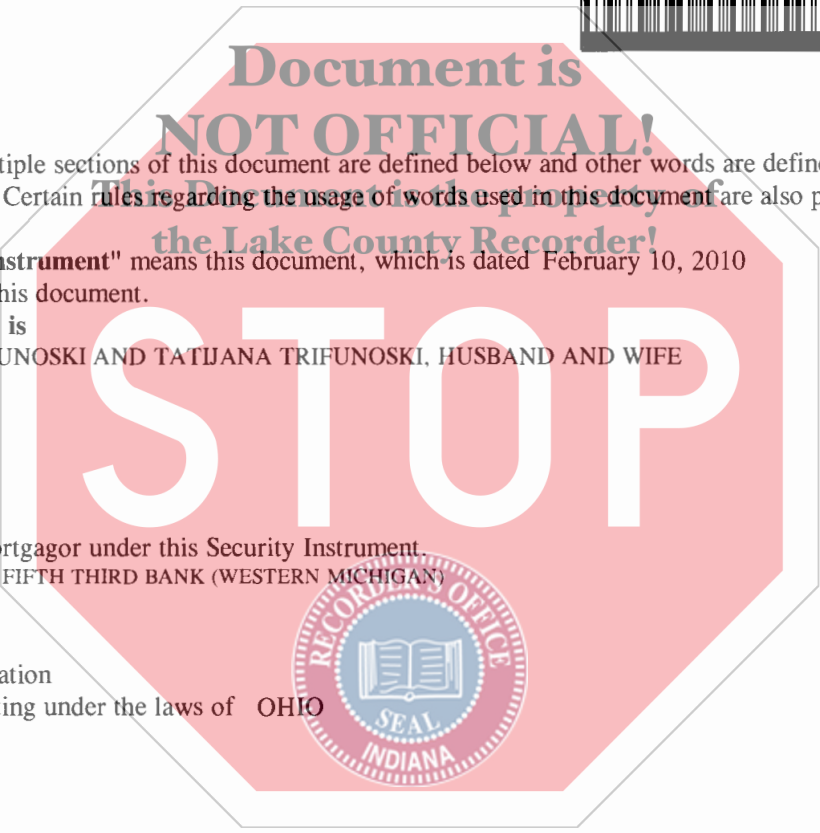 Document is
NOT OFFICIAL!
tiple sections of this document are defined below and other words are define
Certain rules regarding the usage of words used in this document are also p
This Document is the property of
the Lake County Recorder!
nstrument" means this document, which is dated February 10, 2010
his document.
is
UNOSKI AND TATIJANA TRIFUNOSKI, HUSBAND AND WIFE
STOP
rtgagor under this Security Instrument.
FIFTH THIRD BANK (WESTERN MICHIGAN)
RECORDER'S OFFICE
ation
ting under the laws of OHIO
SEAL
INDIANA